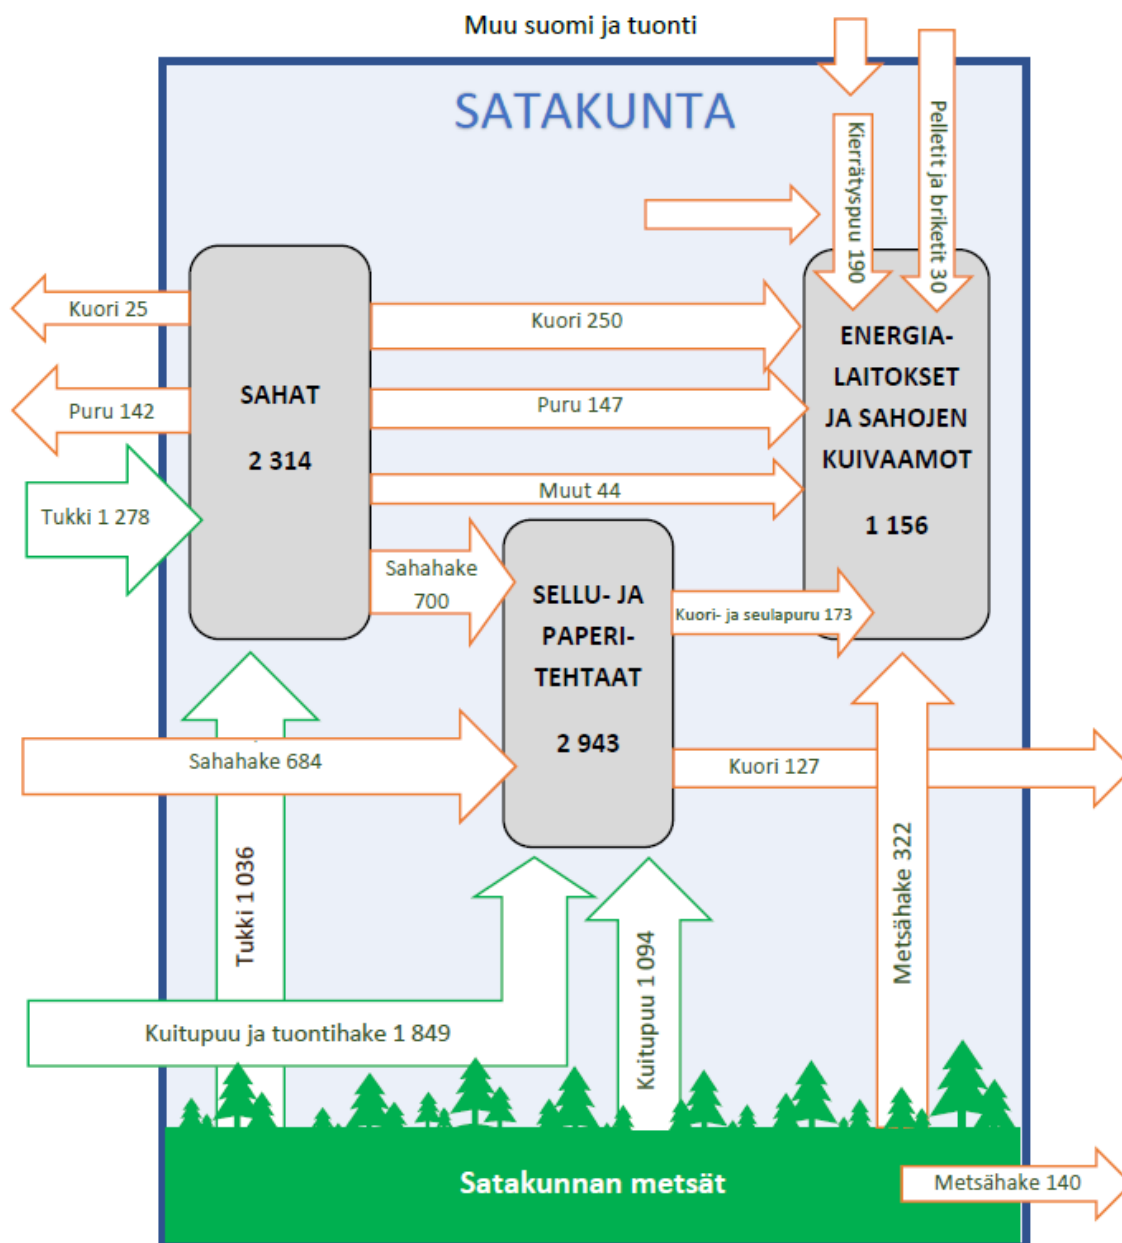 Muu suomi ja tuonti
SATAKUNTA
Kierrätyspuu 190
Pelletit ja briketit 30
Kuori 25
Kuori 250
ENERGIA-
LAITOKSET
JA SAHOJEN
KUIVAAMOT
1 156
SAHAT
2 314
Puru 142
Puru 147
Muut 44
Tukki 1 278
Sahahake
700
SELLU- JA
PAPERI-
TEHTAAT
2 943
Kuori- ja seulapuru 173
Sahahake 684
Kuori 127
Tukki 1 036
Metsähake 322
Kuitupuu ja tuontihake 1 849
Kuitupuu 1 094
Satakunnan metsät
Metsähake 140